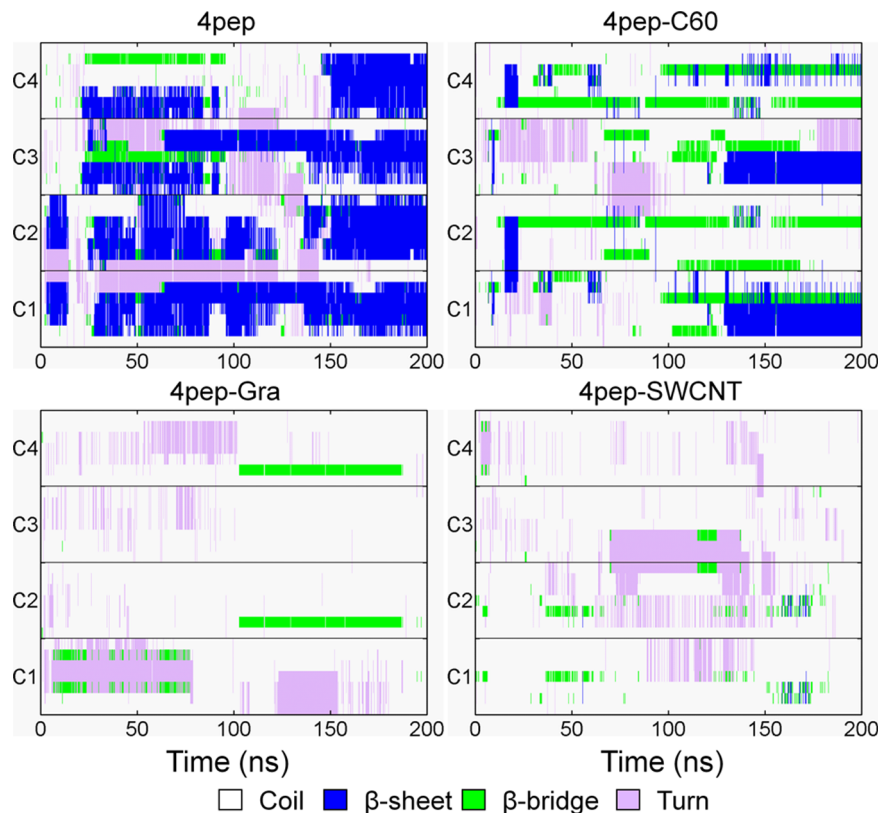 4pep
4pep-C60
C4
C3
C2
C1
C4
C3
C2
C1
0 50 100 150 200
0 50 100 150 200
4pep-Gra
4pep-SWCNT
C4
C3
C2
C1
C4
C3
C2
C1
0 50 100 150 200
0 50 100 150 200
Time (ns)
Time (ns)
Coil β-sheet β-bridge Turn